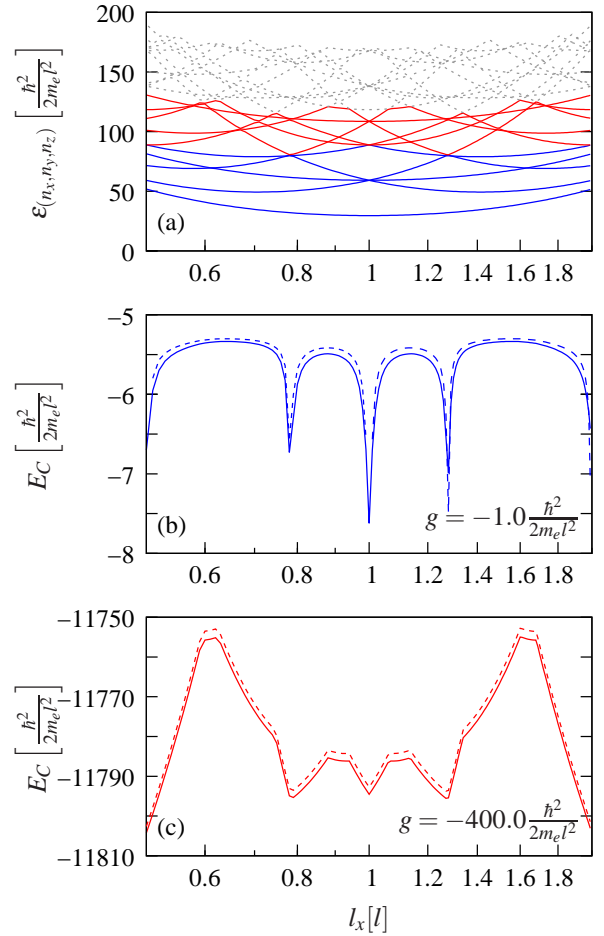 200
150
100
50
0
ε(nx,ny,nz) [ħ²/2mel²]
(a)
0.6 0.8 1 1.2 1.4 1.6 1.8
−5
−6
−7
−8
EC [ħ²/2mel²]
(b)
g = −1.0 ħ²/2mel²
0.6 0.8 1 1.2 1.4 1.6 1.8
−11750
−11770
−11790
−11810
EC [ħ²/2mel²]
(c)
g = −400.0 ħ²/2mel²
0.6 0.8 1 1.2 1.4 1.6 1.8
lx[l]